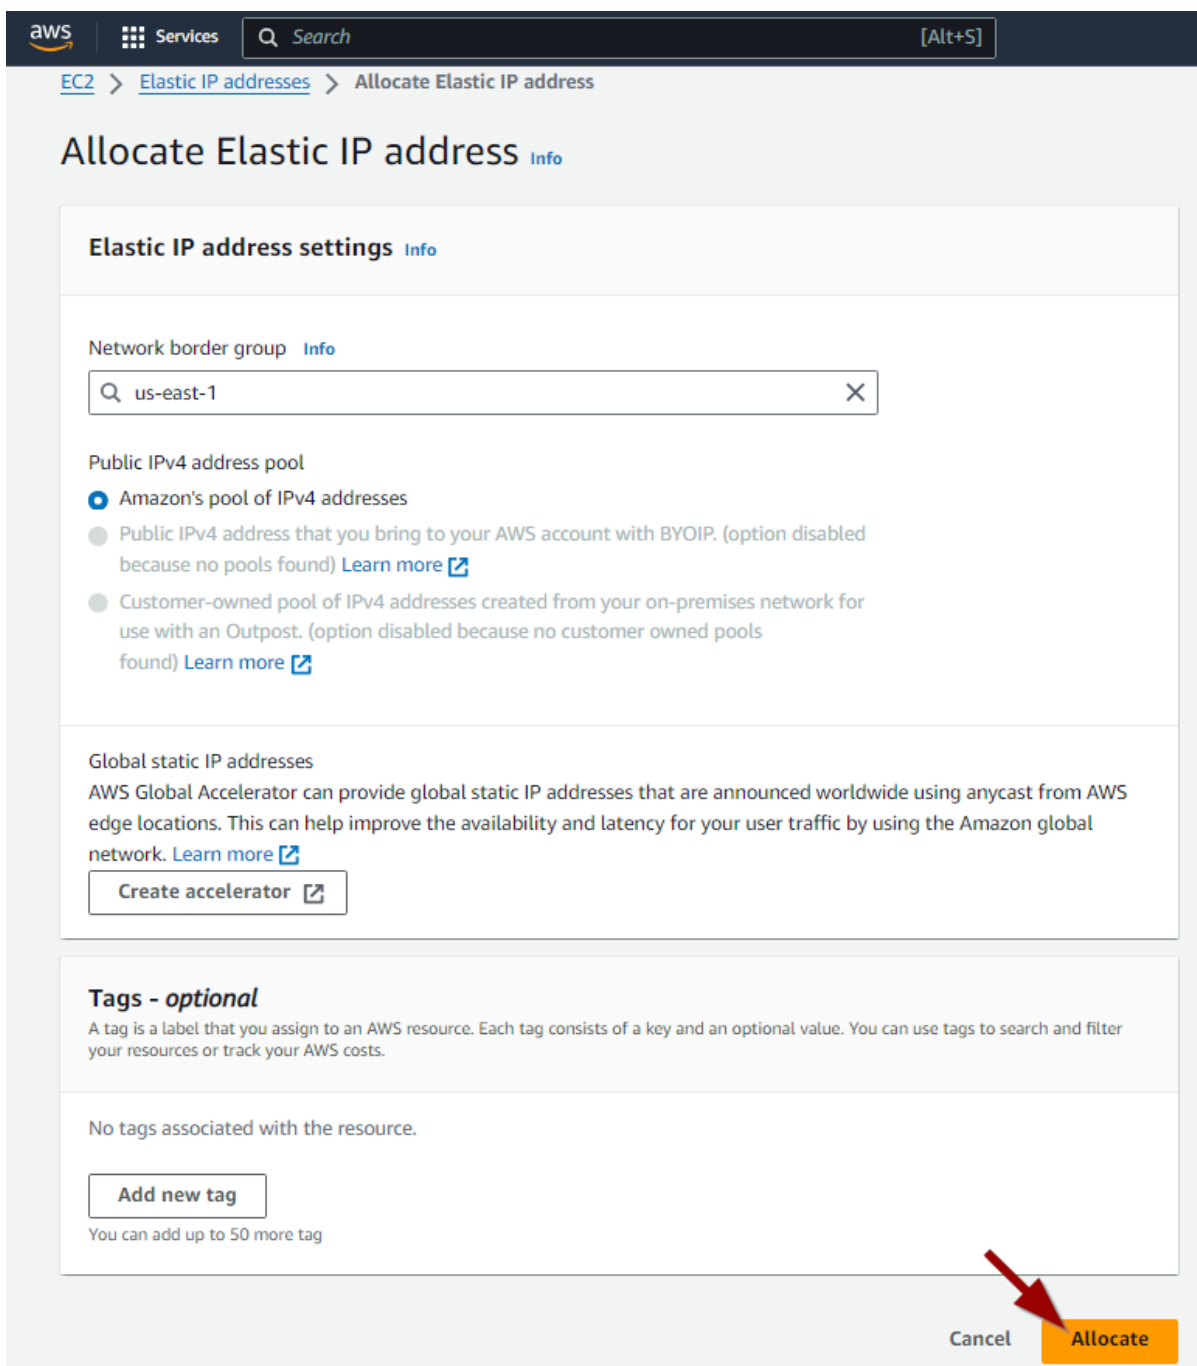 aws Services Search [Alt+S]
EC2 > Elastic IP addresses > Allocate Elastic IP address
Allocate Elastic IP address Info
Elastic IP address settings Info
Network border group Info
us-east-1
Public IPv4 address pool
Amazon's pool of IPv4 addresses
Public IPv4 address that you bring to your AWS account with BYOIP. (option disabled
because no pools found) Learn more
Customer-owned pool of IPv4 addresses created from your on-premises network for
use with an Outpost. (option disabled because no customer owned pools
found) Learn more
Global static IP addresses
AWS Global Accelerator can provide global static IP addresses that are announced worldwide using anycast from AWS
edge locations. This can help improve the availability and latency for your user traffic by using the Amazon global
network. Learn more
Create accelerator
Tags - optional
A tag is a label that you assign to an AWS resource. Each tag consists of a key and an optional value. You can use tags to search and filter
your resources or track your AWS costs.
No tags associated with the resource.
Add new tag
You can add up to 50 more tag
Cancel Allocate